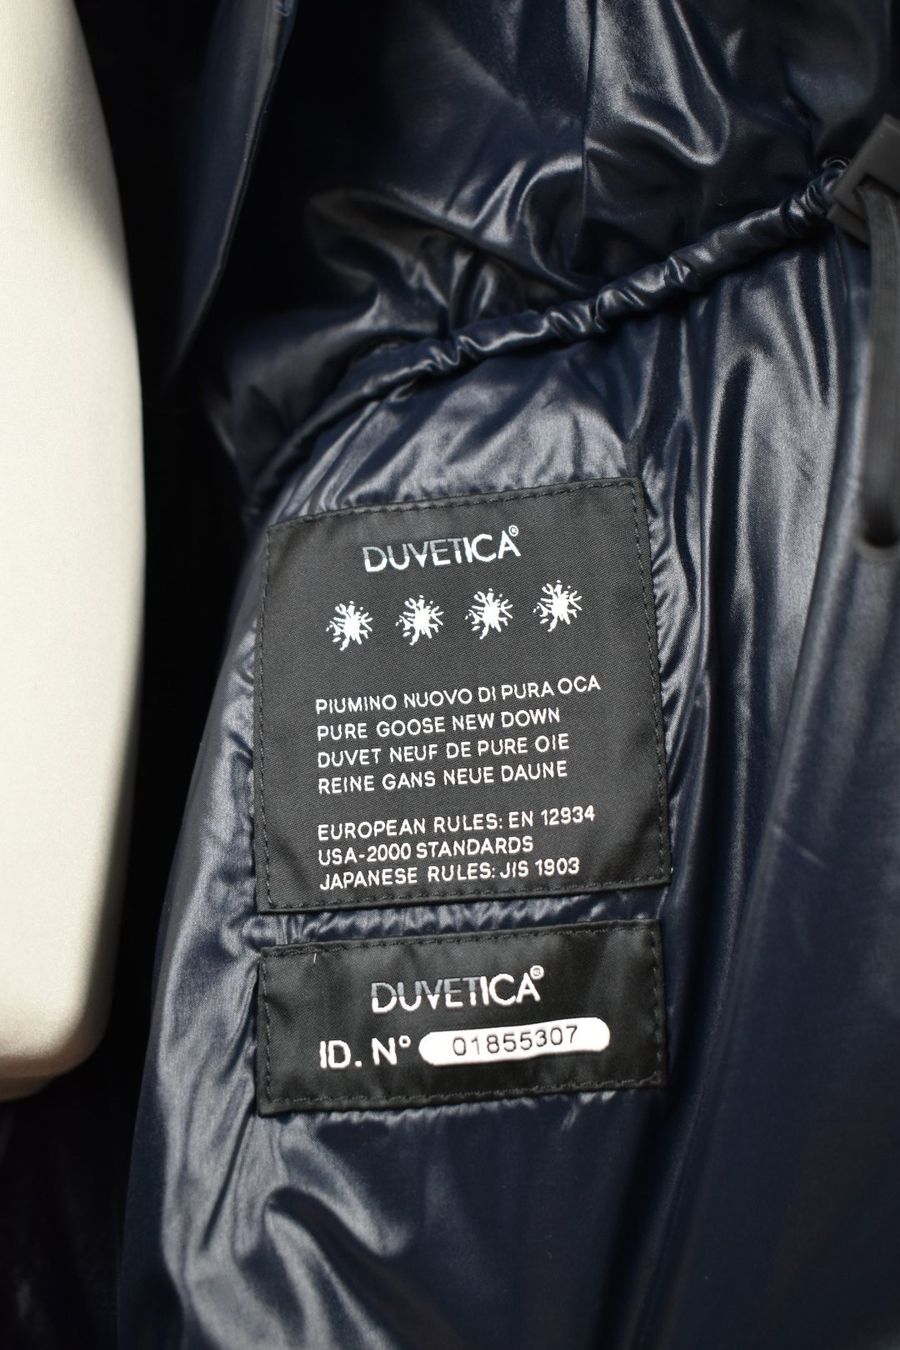 DUVETICA®
PIUMINO NUOVO DI PURA OCA
PURE GOOSE NEW DOWN
DUVET NEUF DE PURE OIE
REINE GANS NEUE DAUNE
EUROPEAN RULES: EN 12934
USA-2000 STANDARDS
JAPANESE RULES: JIS 1903
DUVETICA®
ID. N° 01855307